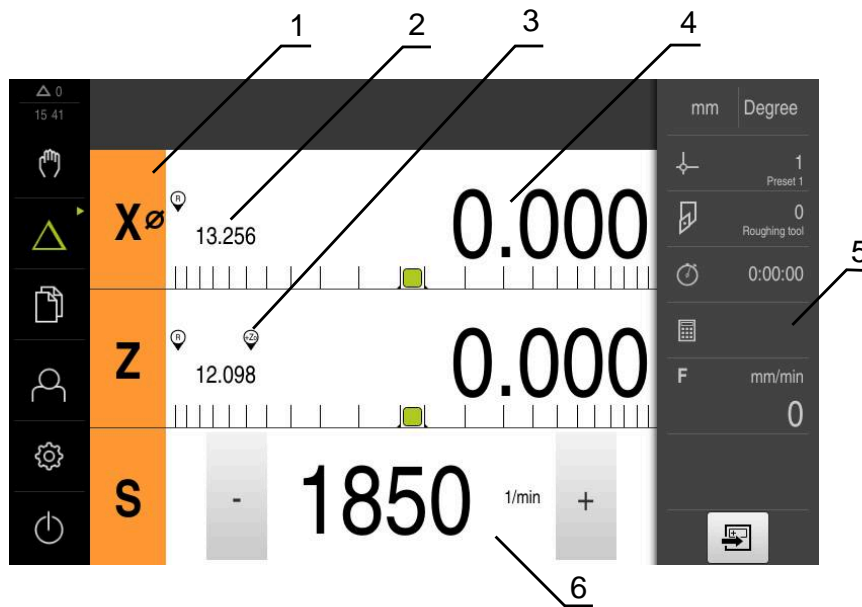 1 2 3 4
0
15 41
mm Degree
1
Preset 1
X⌀ R 13.256 0.000
0
Roughing tool
5
0:00:00
Z R +Z₀ 12.098 0.000
F mm/min
0
S - 1850 1/min +
6